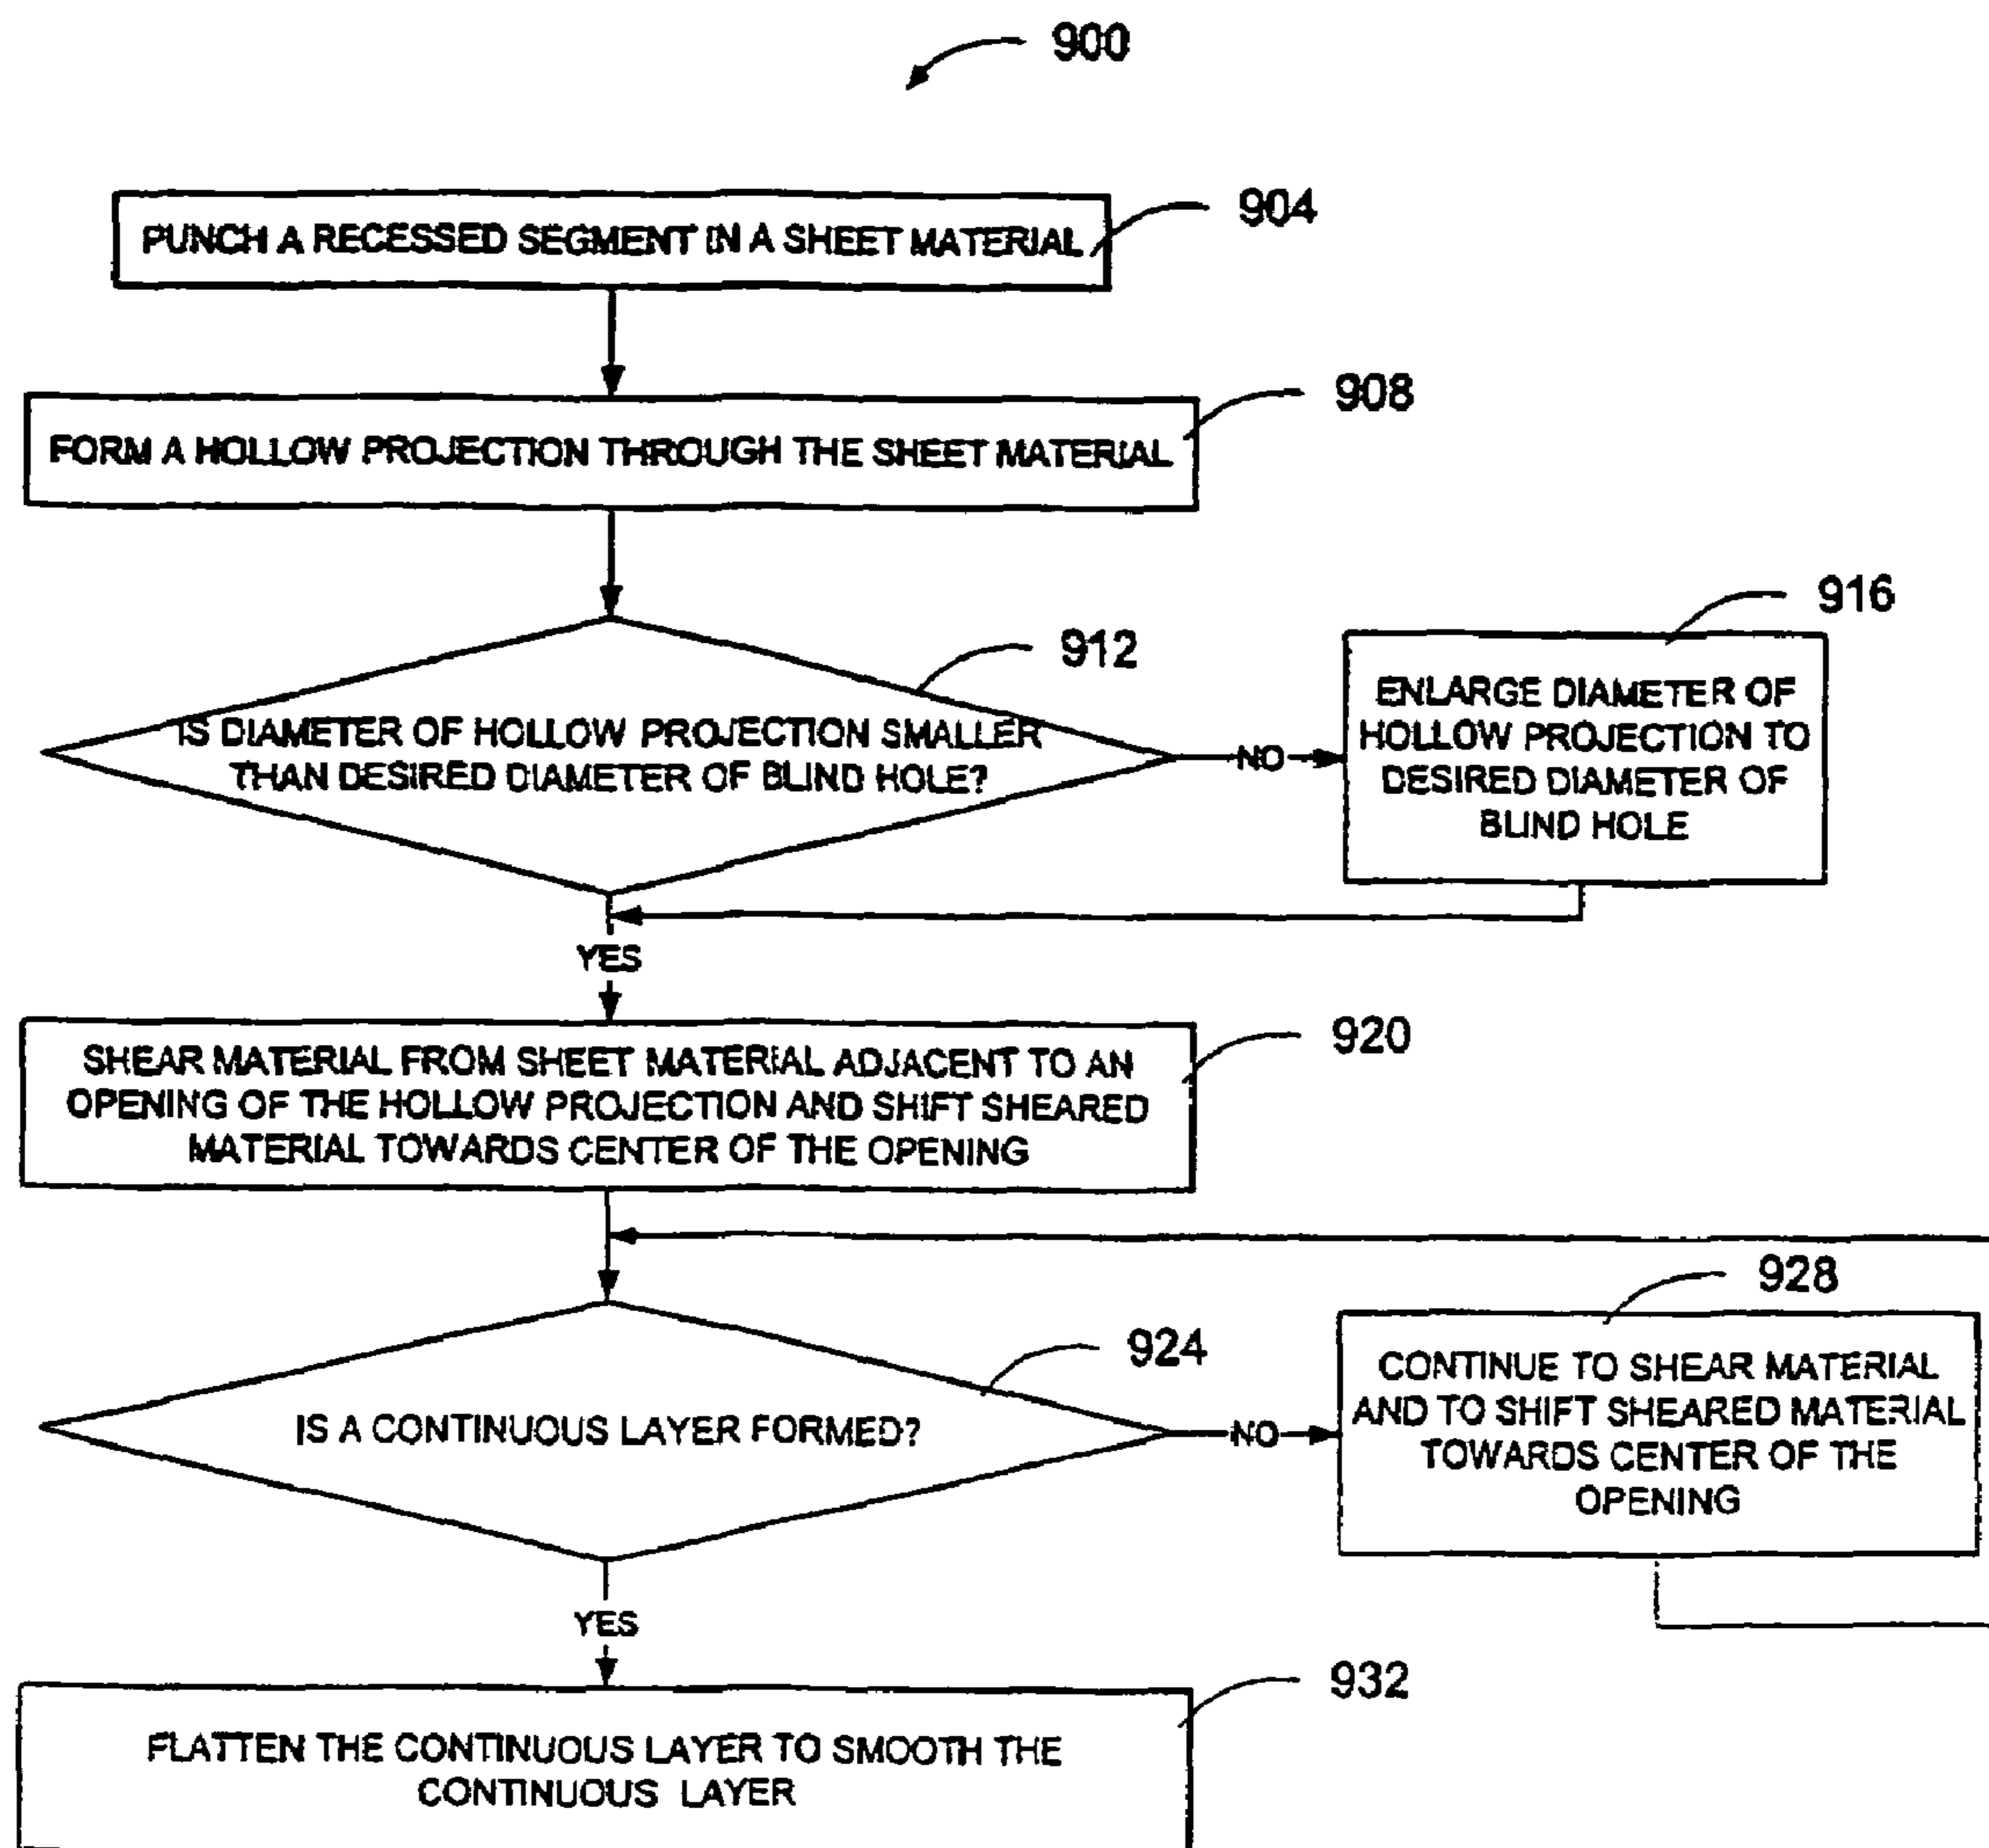 900
904
PUNCH A RECESSED SEGMENT IN A SHEET MATERIAL
908
FORM A HOLLOW PROJECTION THROUGH THE SHEET MATERIAL
912
IS DIAMETER OF HOLLOW PROJECTION SMALLER
THAN DESIRED DIAMETER OF BLIND HOLE?
NO
916
ENLARGE DIAMETER OF
HOLLOW PROJECTION TO
DESIRED DIAMETER OF
BLIND HOLE
YES
920
SHEAR MATERIAL FROM SHEET MATERIAL ADJACENT TO AN
OPENING OF THE HOLLOW PROJECTION AND SHIFT SHEARED
MATERIAL TOWARDS CENTER OF THE OPENING
924
IS A CONTINUOUS LAYER FORMED?
NO
928
CONTINUE TO SHEAR MATERIAL
AND TO SHIFT SHEARED MATERIAL
TOWARDS CENTER OF THE
OPENING
YES
932
FLATTEN THE CONTINUOUS LAYER TO SMOOTH THE
CONTINUOUS LAYER